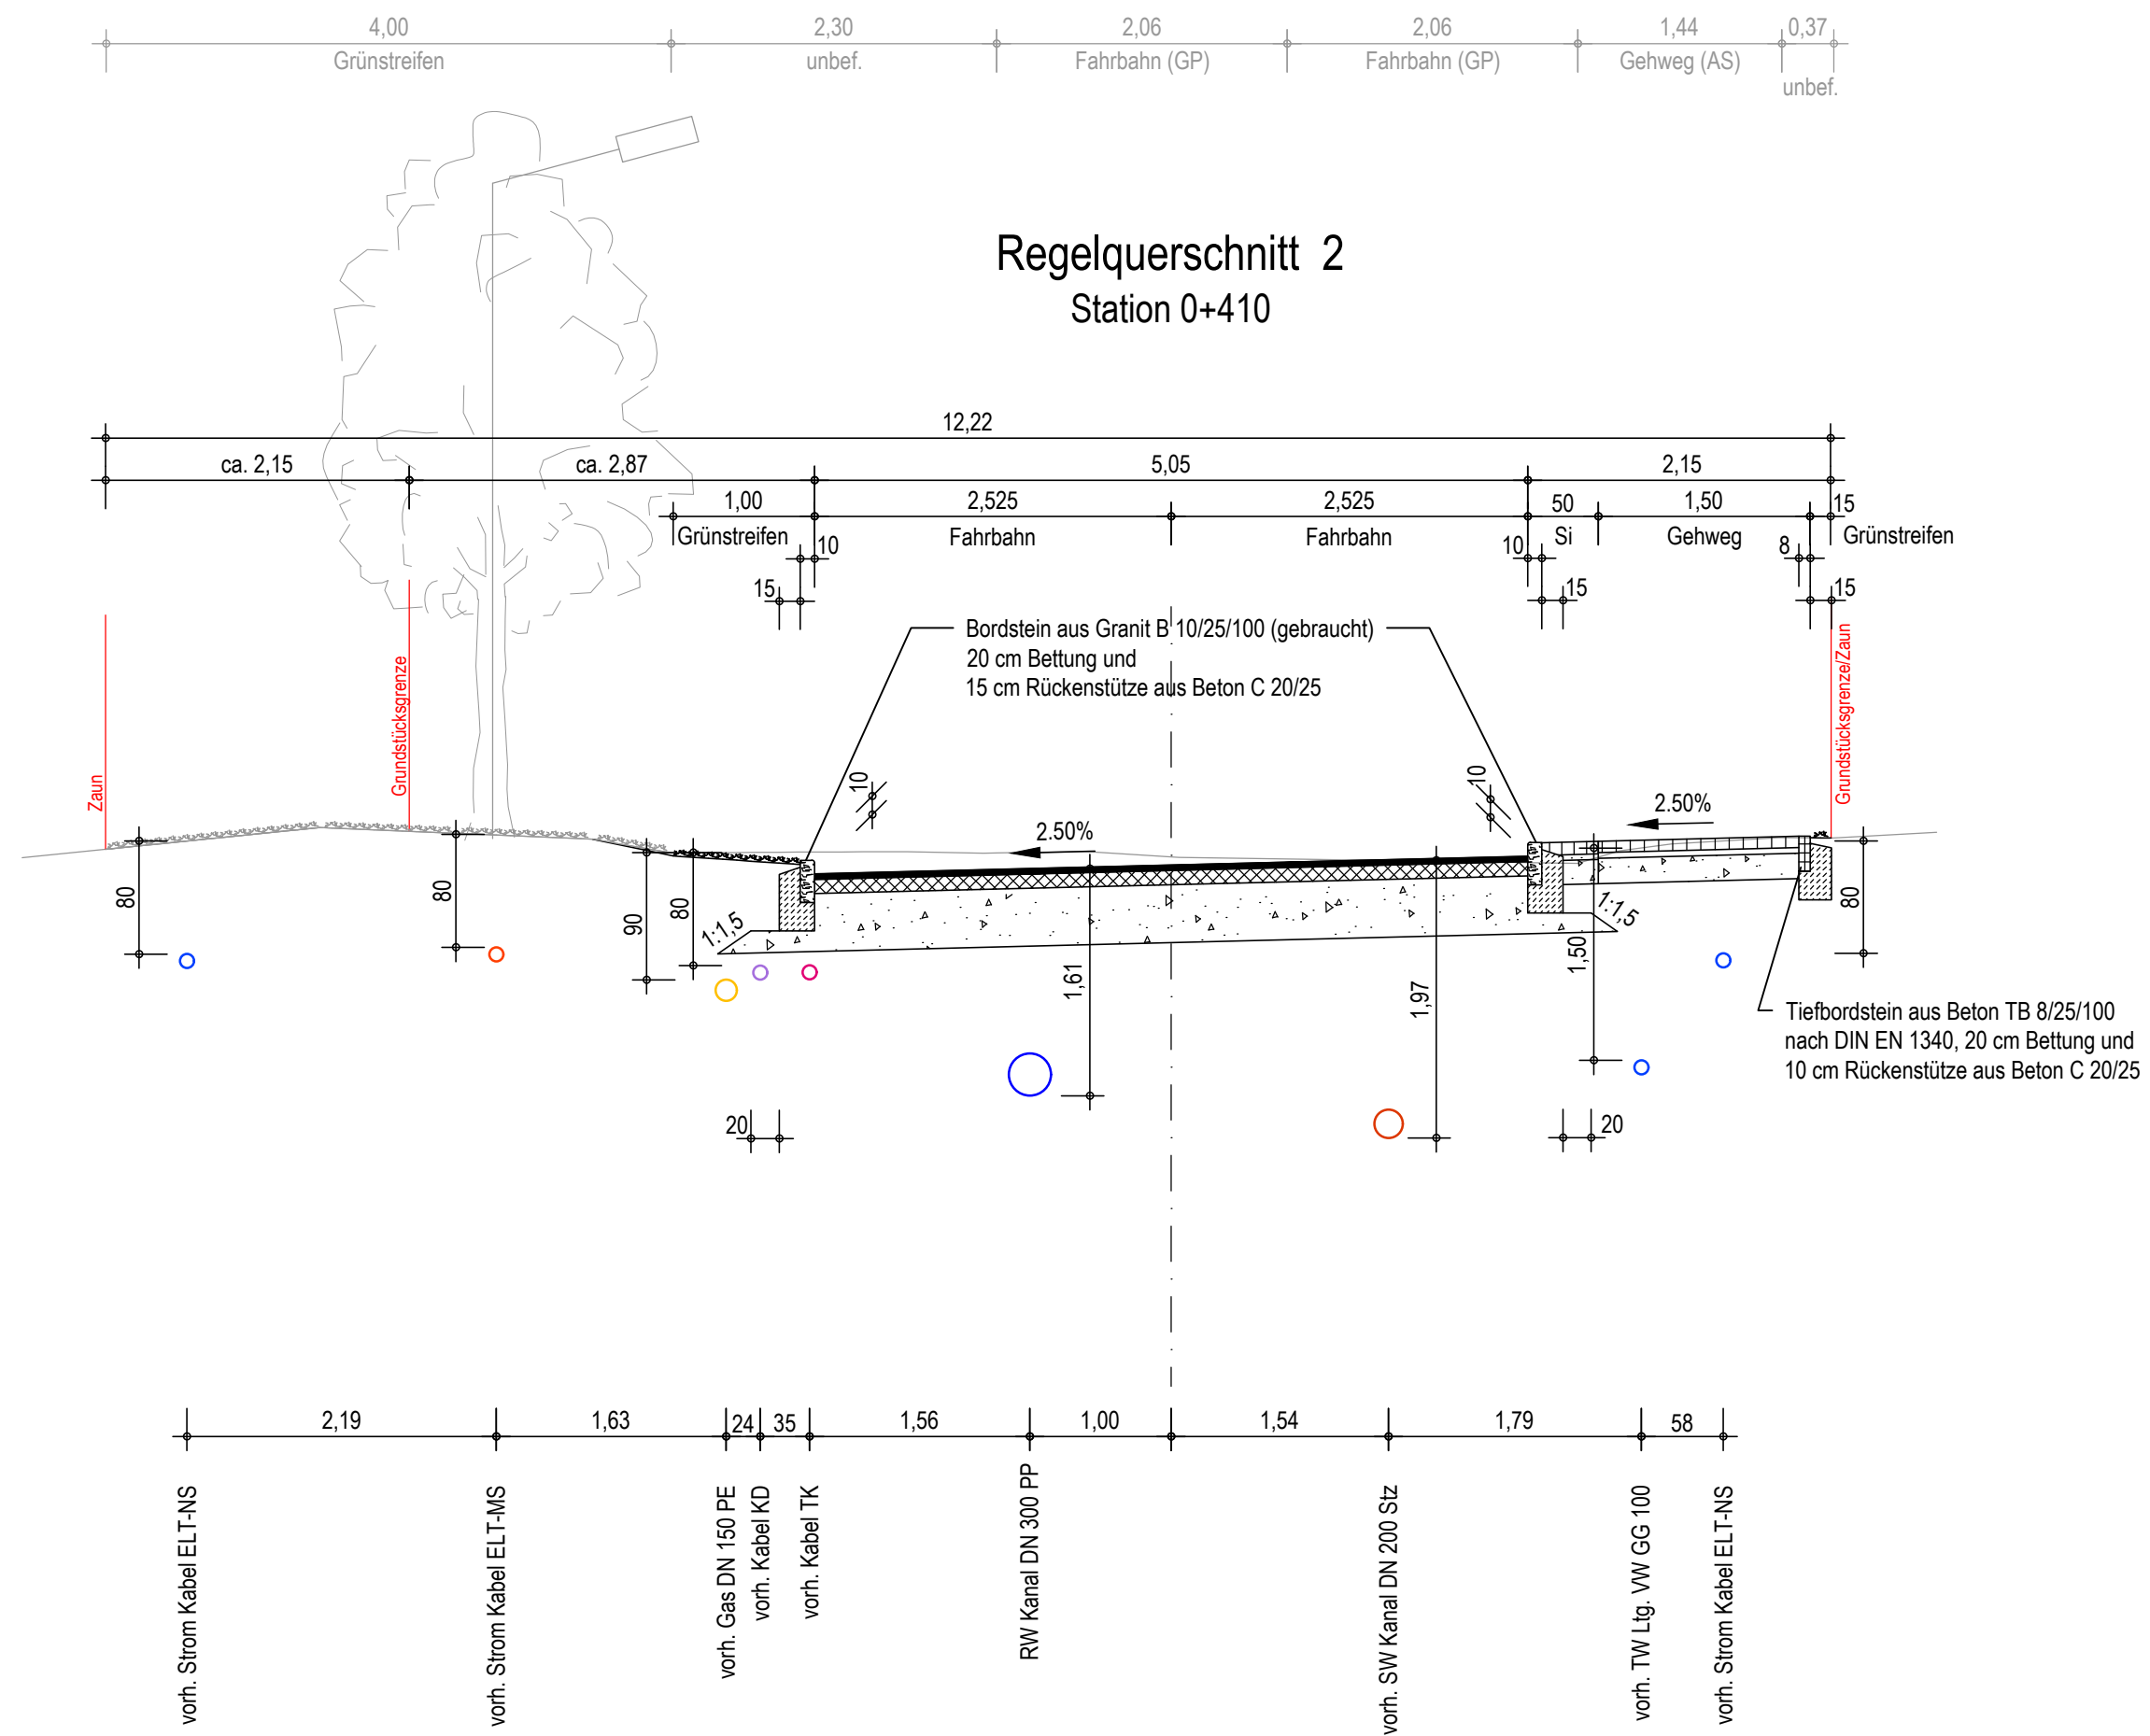 4,00
2,30
2,06
2,06
1,44
0,37
Grünstreifen
unbef.
Fahrbahn (GP)
Fahrbahn (GP)
Gehweg (AS)
unbef.
Regelquerschnitt 2
Station 0+410
12,22
ca. 2,15
ca. 2,87
5,05
2,15
1,00
2,525
2,525
50
1,50
15
Grünstreifen
10
Fahrbahn
Fahrbahn
10
Si
Gehweg
8
Grünstreifen
15
15
15
Bordstein aus Granit B 10/25/100 (gebraucht)
20 cm Bettung und
15 cm Rückenstütze aus Beton C 20/25
Zaun
Grundstücksgrenze
Grundstücksgrenze/Zaun
10
10
2.50%
2.50%
80
80
90
80
1:1,5
1,61
1,97
1,50
1:1,5
80
Tiefbordstein aus Beton TB 8/25/100
nach DIN EN 1340, 20 cm Bettung und
10 cm Rückenstütze aus Beton C 20/25
20
20
2,19
1,63
24
35
1,56
1,00
1,54
1,79
58
vorh. Strom Kabel ELT-NS
vorh. Strom Kabel ELT-MS
vorh. Gas DN 150 PE
vorh. Kabel KD
vorh. Kabel TK
RW Kanal DN 300 PP
vorh. SW Kanal DN 200 Stz
vorh. TW Ltg. VW GG 100
vorh. Strom Kabel ELT-NS